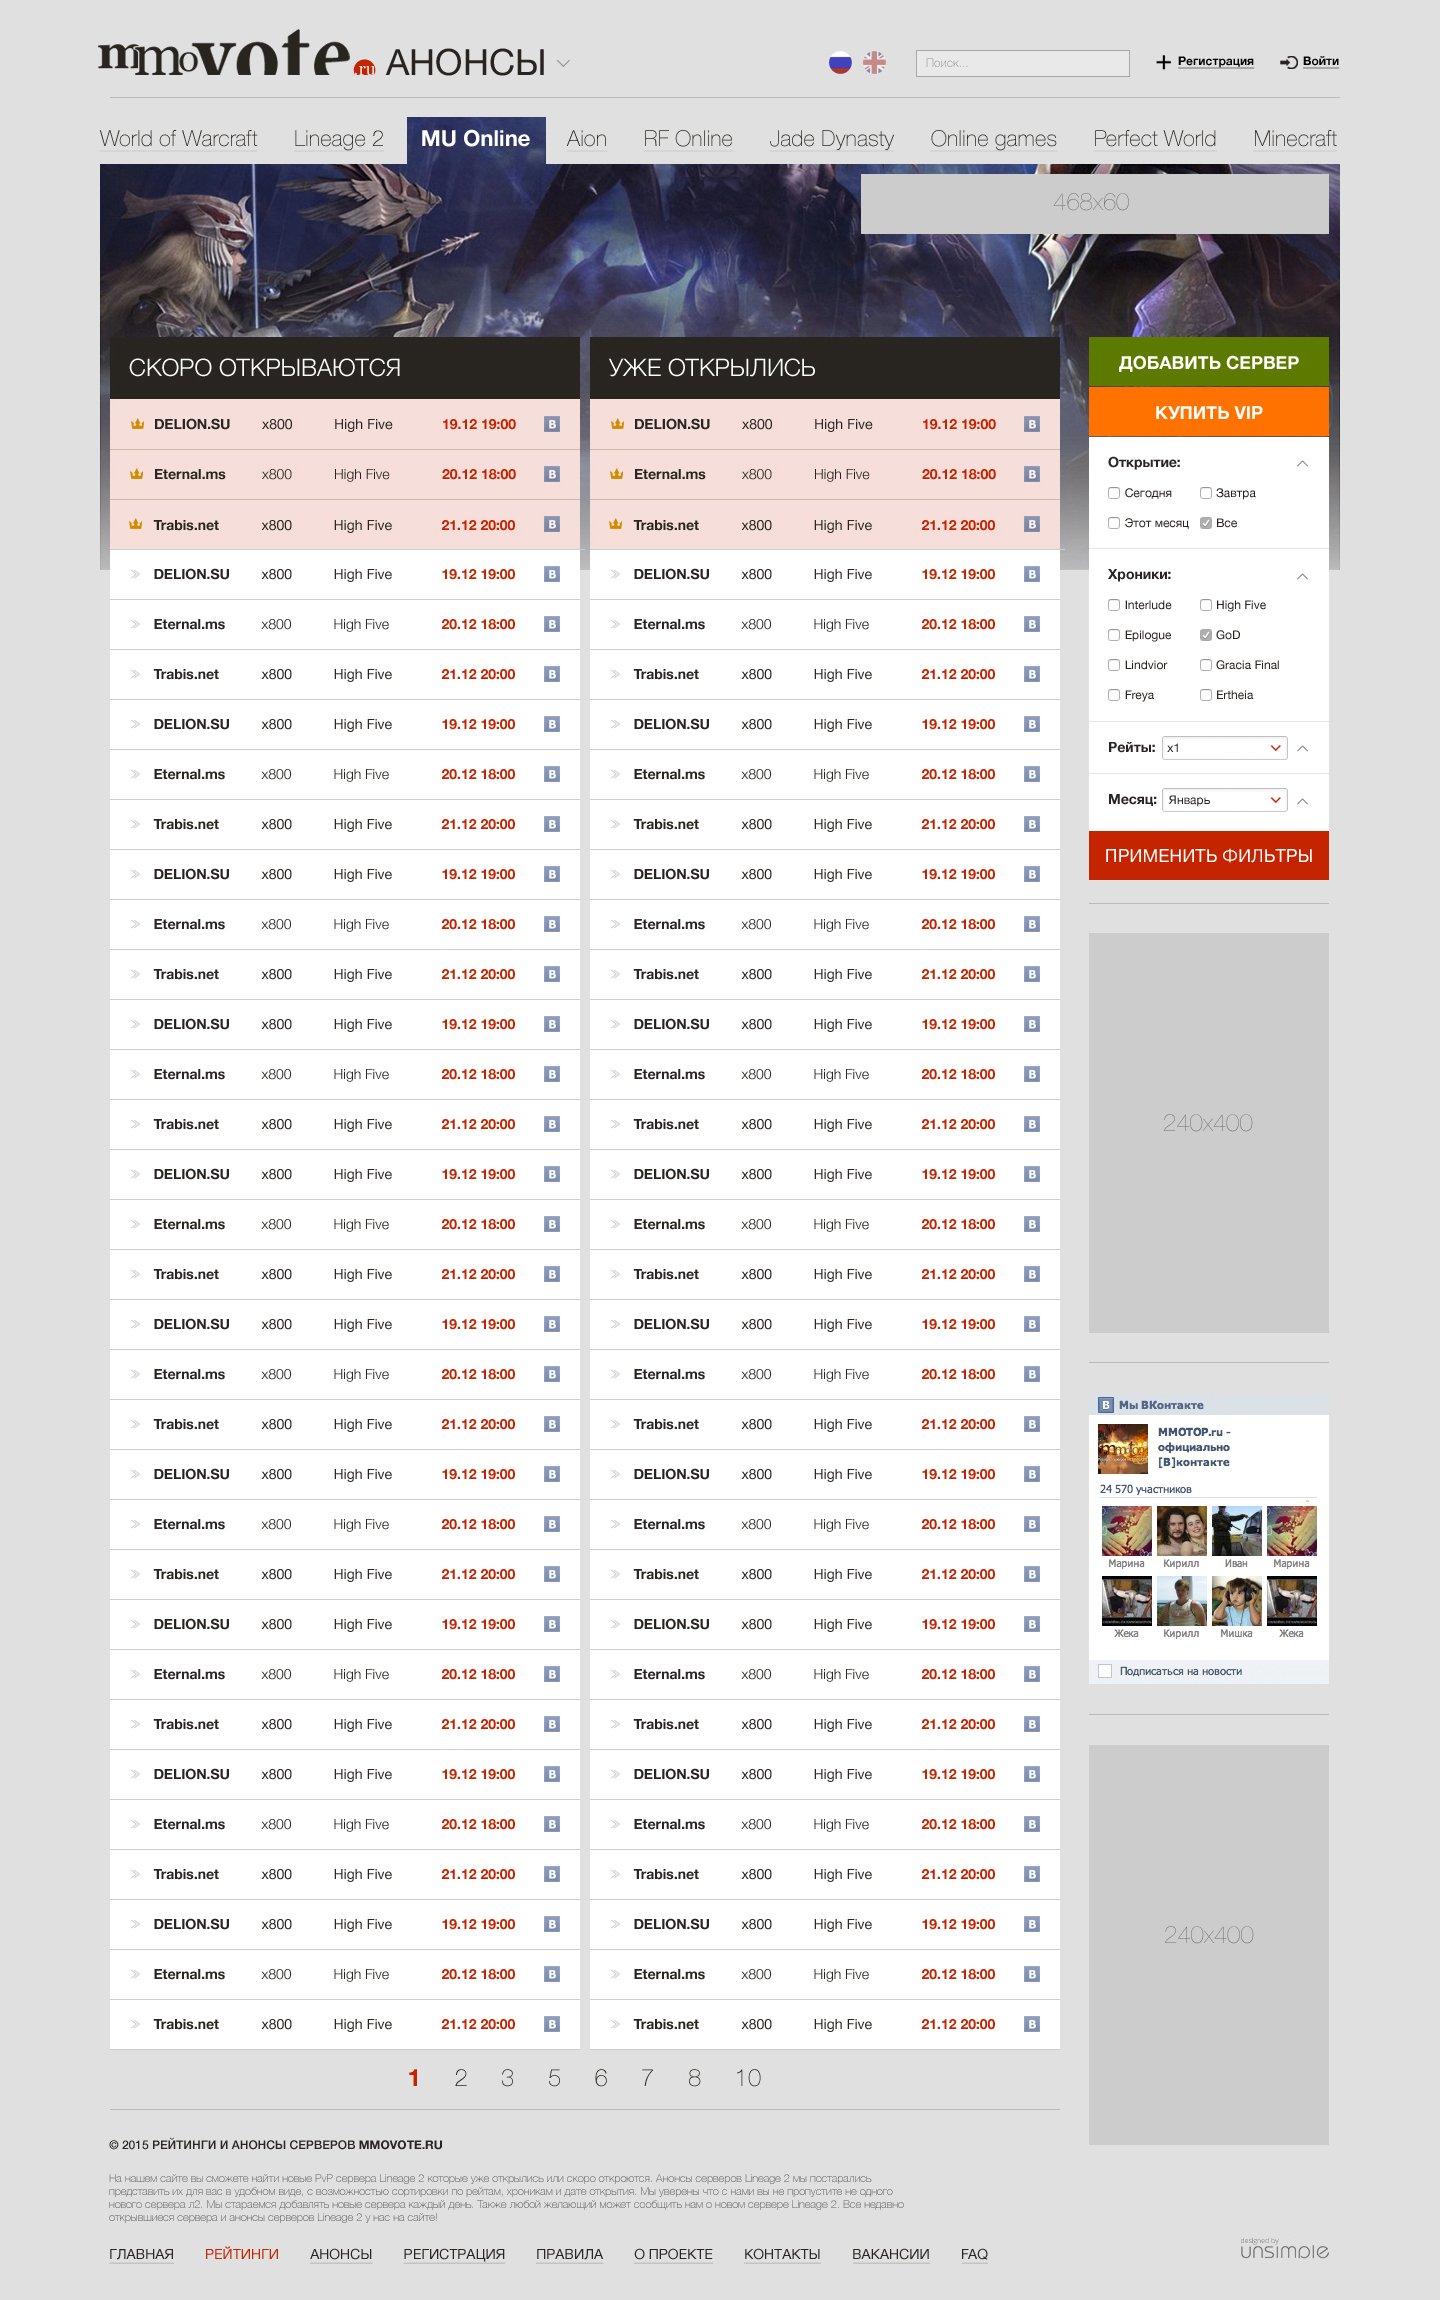 mmovote.ru АНОНСЫ
Поиск...
Регистрация
Войти
World of Warcraft
Lineage 2
MU Online
Aion
RF Online
Jade Dynasty
Online games
Perfect World
Minecraft
468x60
СКОРО ОТКРЫВАЮТСЯ
DELION.SU x800 High Five 19.12 19:00 B
Eternal.ms x800 High Five 20.12 18:00 B
Trabis.net x800 High Five 21.12 20:00 B
DELION.SU x800 High Five 19.12 19:00 B
Eternal.ms x800 High Five 20.12 18:00 B
Trabis.net x800 High Five 21.12 20:00 B
DELION.SU x800 High Five 19.12 19:00 B
Eternal.ms x800 High Five 20.12 18:00 B
Trabis.net x800 High Five 21.12 20:00 B
DELION.SU x800 High Five 19.12 19:00 B
Eternal.ms x800 High Five 20.12 18:00 B
Trabis.net x800 High Five 21.12 20:00 B
DELION.SU x800 High Five 19.12 19:00 B
Eternal.ms x800 High Five 20.12 18:00 B
Trabis.net x800 High Five 21.12 20:00 B
DELION.SU x800 High Five 19.12 19:00 B
Eternal.ms x800 High Five 20.12 18:00 B
Trabis.net x800 High Five 21.12 20:00 B
DELION.SU x800 High Five 19.12 19:00 B
Eternal.ms x800 High Five 20.12 18:00 B
Trabis.net x800 High Five 21.12 20:00 B
DELION.SU x800 High Five 19.12 19:00 B
Eternal.ms x800 High Five 20.12 18:00 B
Trabis.net x800 High Five 21.12 20:00 B
DELION.SU x800 High Five 19.12 19:00 B
Eternal.ms x800 High Five 20.12 18:00 B
Trabis.net x800 High Five 21.12 20:00 B
DELION.SU x800 High Five 19.12 19:00 B
Eternal.ms x800 High Five 20.12 18:00 B
Trabis.net x800 High Five 21.12 20:00 B
DELION.SU x800 High Five 19.12 19:00 B
Eternal.ms x800 High Five 20.12 18:00 B
Trabis.net x800 High Five 21.12 20:00 B
УЖЕ ОТКРЫЛИСЬ
DELION.SU x800 High Five 19.12 19:00 B
Eternal.ms x800 High Five 20.12 18:00 B
Trabis.net x800 High Five 21.12 20:00 B
DELION.SU x800 High Five 19.12 19:00 B
Eternal.ms x800 High Five 20.12 18:00 B
Trabis.net x800 High Five 21.12 20:00 B
DELION.SU x800 High Five 19.12 19:00 B
Eternal.ms x800 High Five 20.12 18:00 B
Trabis.net x800 High Five 21.12 20:00 B
DELION.SU x800 High Five 19.12 19:00 B
Eternal.ms x800 High Five 20.12 18:00 B
Trabis.net x800 High Five 21.12 20:00 B
DELION.SU x800 High Five 19.12 19:00 B
Eternal.ms x800 High Five 20.12 18:00 B
Trabis.net x800 High Five 21.12 20:00 B
DELION.SU x800 High Five 19.12 19:00 B
Eternal.ms x800 High Five 20.12 18:00 B
Trabis.net x800 High Five 21.12 20:00 B
DELION.SU x800 High Five 19.12 19:00 B
Eternal.ms x800 High Five 20.12 18:00 B
Trabis.net x800 High Five 21.12 20:00 B
DELION.SU x800 High Five 19.12 19:00 B
Eternal.ms x800 High Five 20.12 18:00 B
Trabis.net x800 High Five 21.12 20:00 B
DELION.SU x800 High Five 19.12 19:00 B
Eternal.ms x800 High Five 20.12 18:00 B
Trabis.net x800 High Five 21.12 20:00 B
DELION.SU x800 High Five 19.12 19:00 B
Eternal.ms x800 High Five 20.12 18:00 B
Trabis.net x800 High Five 21.12 20:00 B
DELION.SU x800 High Five 19.12 19:00 B
Eternal.ms x800 High Five 20.12 18:00 B
Trabis.net x800 High Five 21.12 20:00 B
ДОБАВИТЬ СЕРВЕР
КУПИТЬ VIP
Открытие:
Сегодня Завтра
Этот месяц Все
Хроники:
Interlude High Five
Epilogue GoD
Lindvior Gracia Final
Freya Ertheia
Рейты: x1
Месяц: Январь
ПРИМЕНИТЬ ФИЛЬТРЫ
240x400
B Мы ВКонтакте
mmotop
MMOTOP.ru -
официально
[В]контакте
24 570 участников
Марина Кирилл Иван Марина
Жека Кирилл Мишка Жека
Подписаться на новости
240x400
1 2 3 5 6 7 8 10
© 2015 РЕЙТИНГИ И АНОНСЫ СЕРВЕРОВ MMOVOTE.RU
На нашем сайте вы сможете найти новые PvP сервера Lineage 2 которые уже открылись или скоро откроются. Анонсы серверов Lineage 2 мы постарались
представить их для вас в удобном виде, с возможностью сортировки по рейтам, хроникам и дате открытия. Мы уверены что с нами вы не пропустите не одного
нового сервера л2. Мы стараемся добавлять новые сервера каждый день. Также любой желающий может сообщить нам о новом сервере Lineage 2. Все недавно
открывшиеся сервера и анонсы серверов Lineage 2 у нас на сайте!
ГЛАВНАЯ РЕЙТИНГИ АНОНСЫ РЕГИСТРАЦИЯ ПРАВИЛА О ПРОЕКТЕ КОНТАКТЫ ВАКАНСИИ FAQ
designed by
unsimple